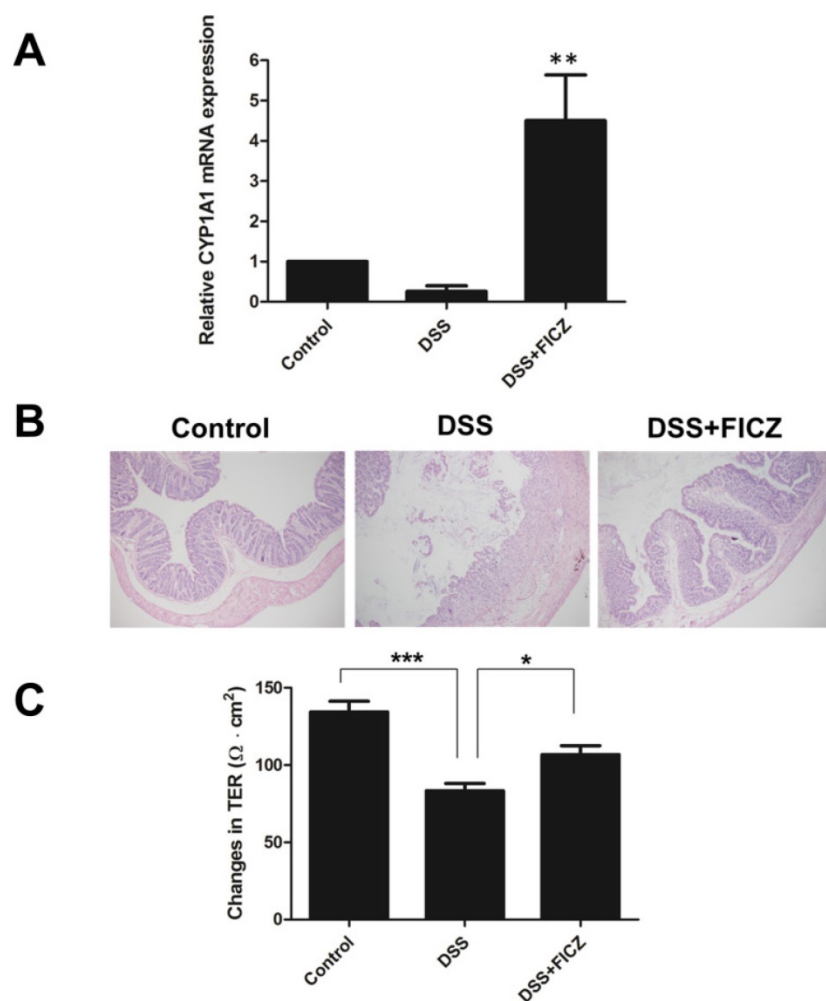 A
Relative CYP1A1 mRNA expression
6
5
4
3
2
1
0
**
Control
DSS
DSS+FICZ
B
Control
DSS
DSS+FICZ
C
Changes in TER (Ω · cm²)
150
100
50
0
***
*
Control
DSS
DSS+FICZ